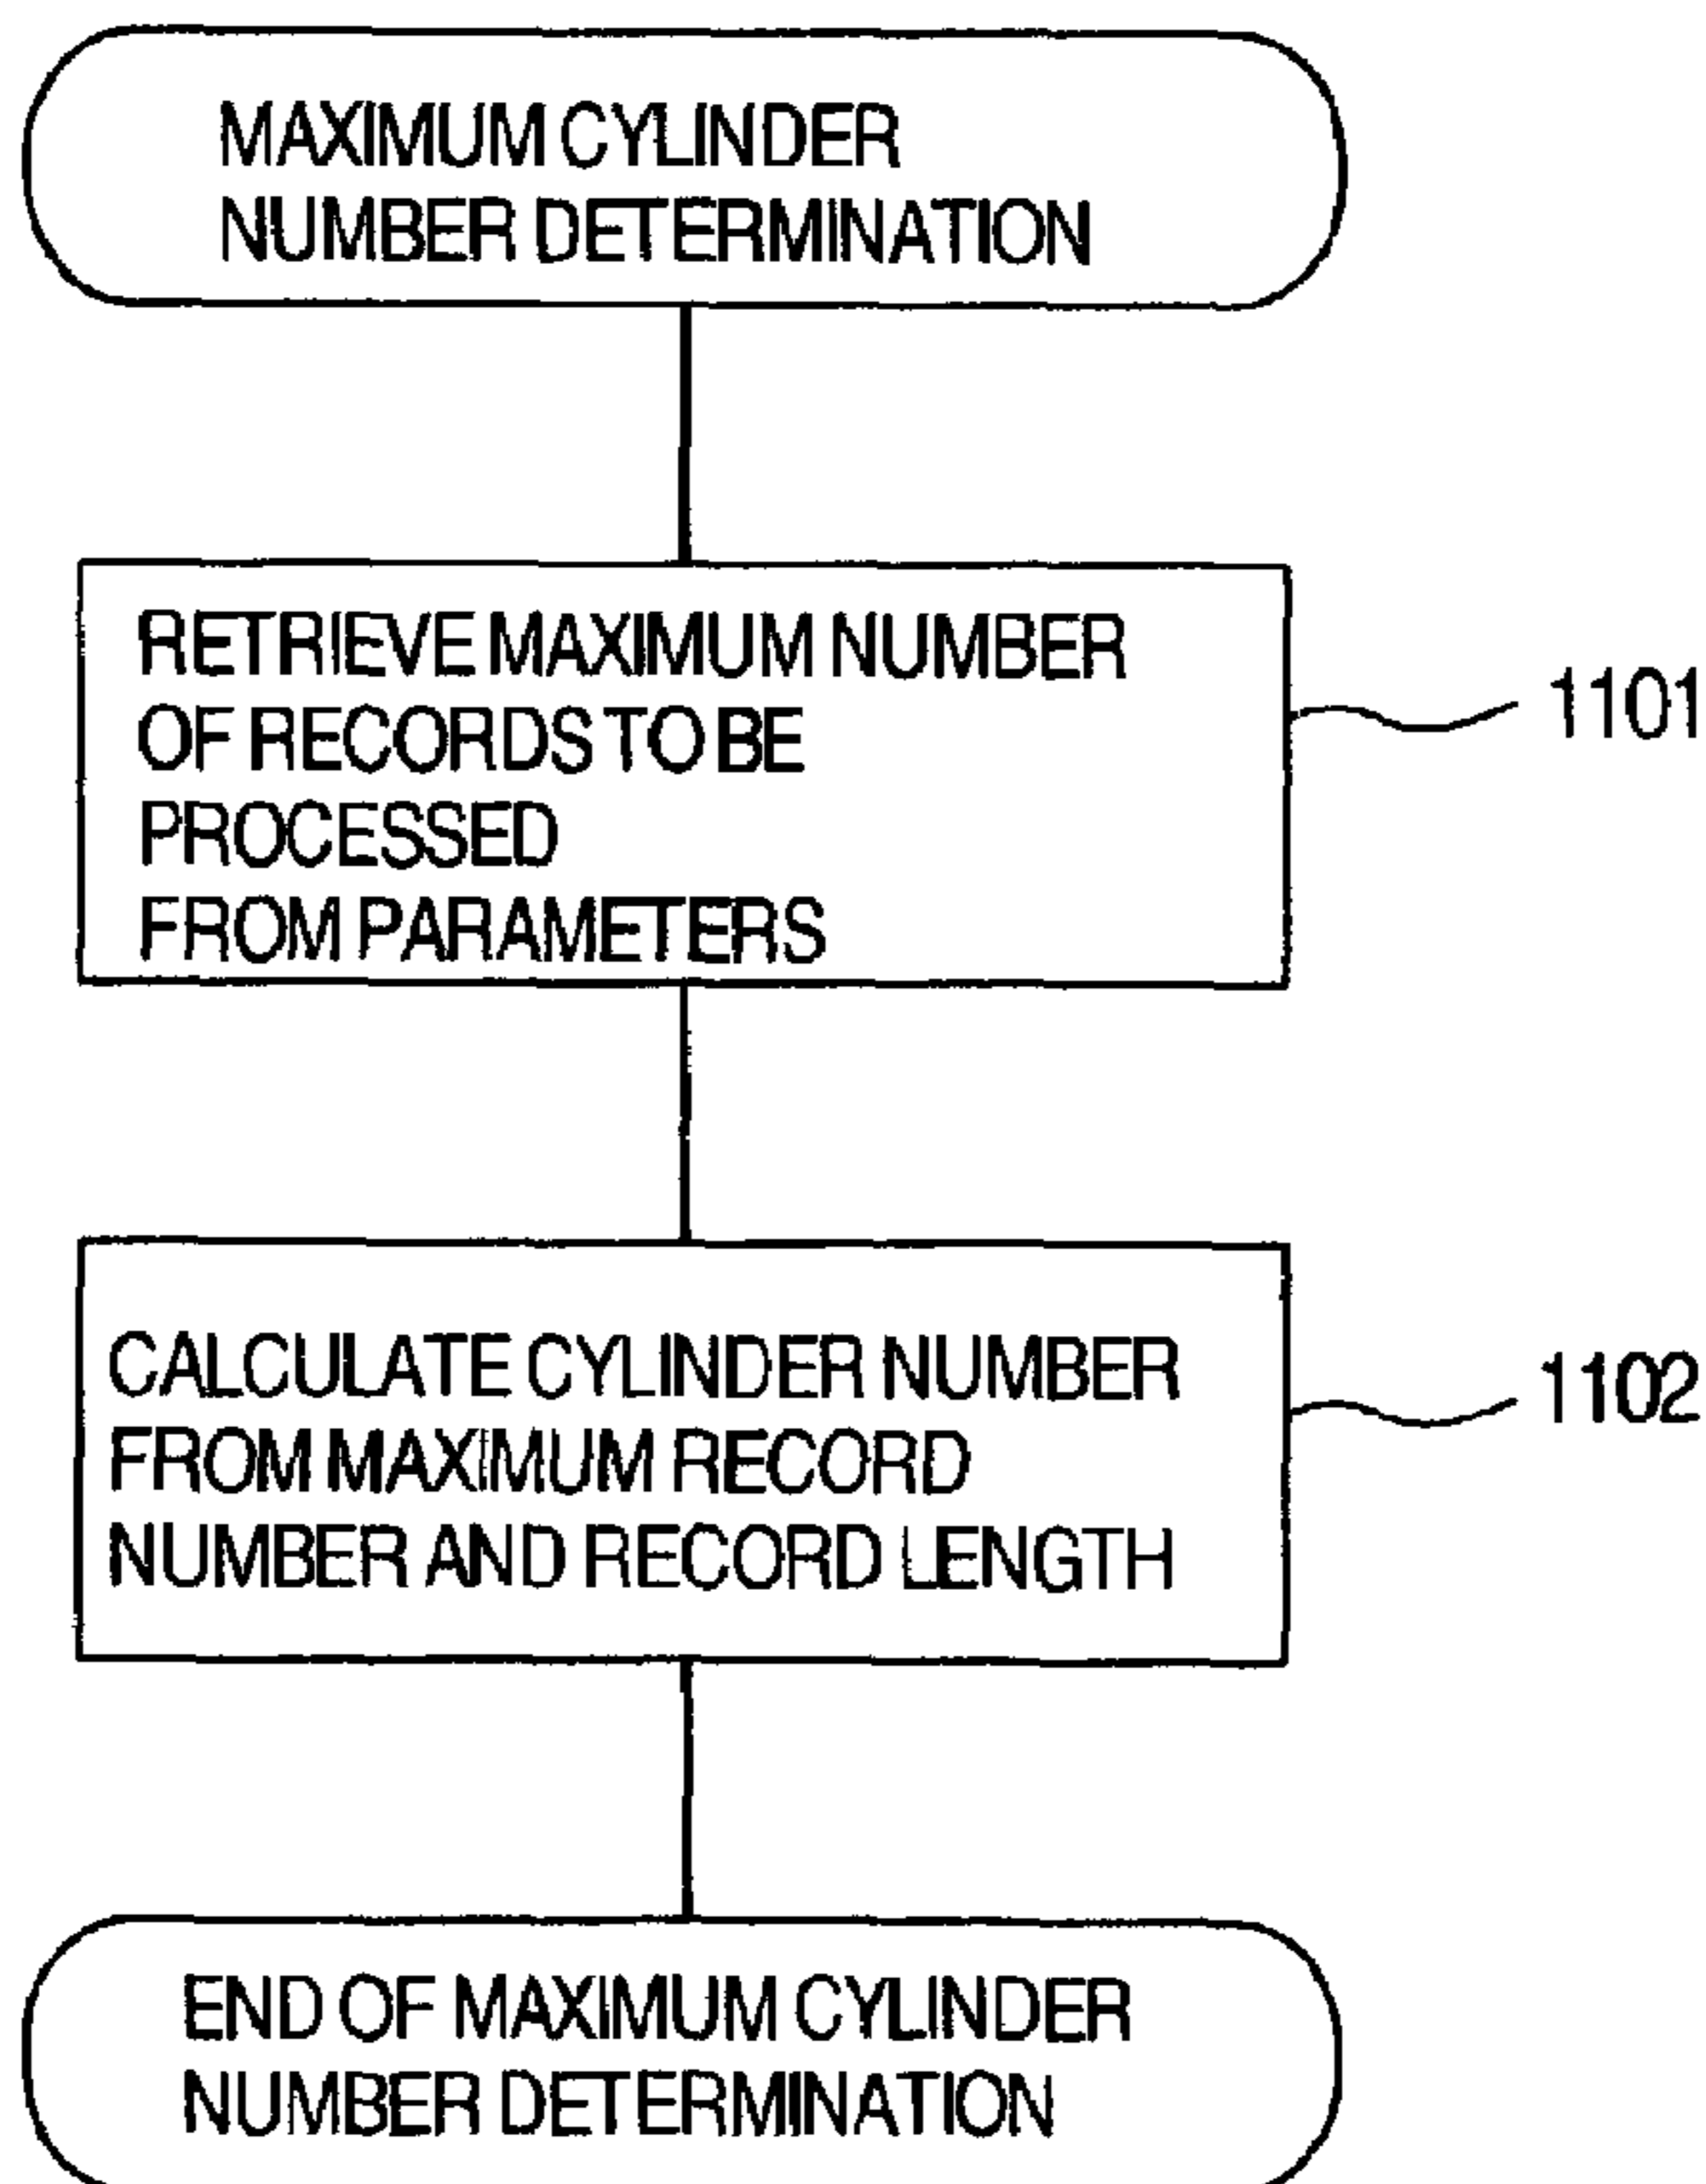 MAXIMUM CYLINDER
NUMBER DETERMINATION
RETRIEVE MAXIMUM NUMBER
OF RECORDS TO BE
PROCESSED
FROM PARAMETERS
1101
CALCULATE CYLINDER NUMBER
FROM MAXIMUM RECORD
NUMBER AND RECORD LENGTH
1102
END OF MAXIMUM CYLINDER
NUMBER DETERMINATION